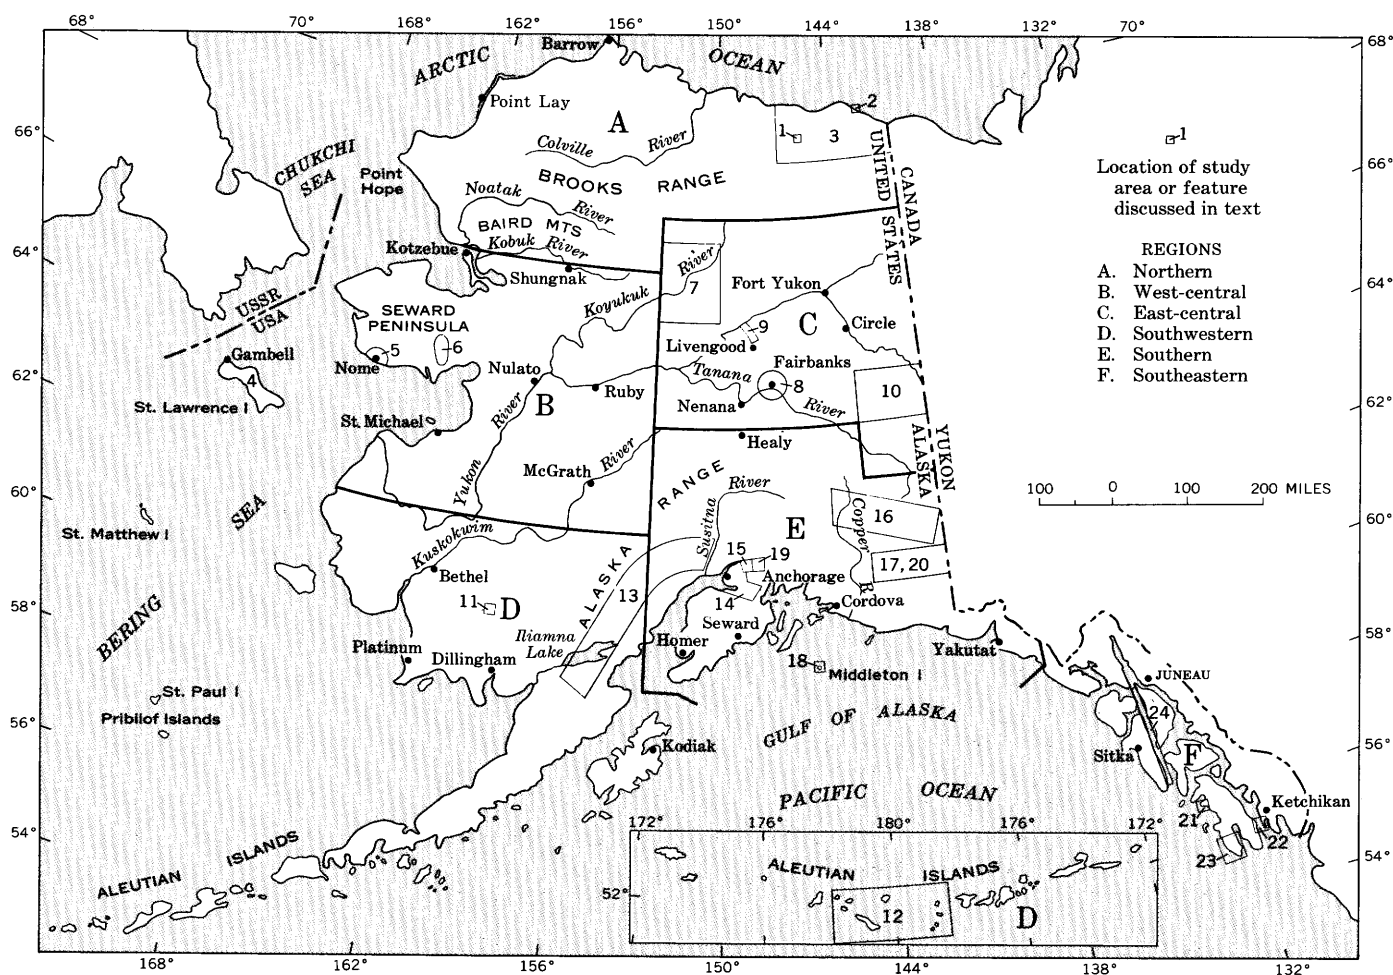 68°
70°
168°
162°
156°
150°
144°
138°
132°
70°
68°
66°
64°
62°
60°
58°
56°
54°
68°
66°
64°
62°
60°
58°
56°
54°
168°
162°
156°
150°
144°
138°
132°
ARCTIC
OCEAN
Barrow
Point Lay
A
Colville
River
1
2
3
UNITED STATES
CANADA
CHUKCHI
SEA
Point
Hope
BROOKS RANGE
Noatak
River
BAIRD MTS
Kotzebue
Kobuk River
Shungnak
River
7
Koyukuk
Fort Yukon
C
Circle
9
Livengood
Fairbanks
Tanana
8
Nenana
River
10
USSR
USA
SEWARD
PENINSULA
5
6
Nome
Gambell
4
St. Lawrence I
Nulato
Ruby
B
River
Yukon
St. Michael
McGrath
River
Healy
YUKON
ALASKA
RANGE
River
Susitna
E
16
Copper
R
17, 20
15
19
Anchorage
14
Cordova
Seward
Homer
Yakutat
18
Middleton I
St. Matthew I
SEA
BERING
Kuskokwim
Bethel
11
D
ALASKA
13
Iliamna
Lake
Platinum
Dillingham
St. Paul I
Pribilof Islands
Kodiak
GULF OF ALASKA
PACIFIC OCEAN
JUNEAU
24
Sitka
F
Ketchikan
21
22
23
ALEUTIAN ISLANDS
172°
176°
180°
176°
172°
ALEUTIAN ISLANDS
52°
12
D
1
Location of study
area or feature
discussed in text
REGIONS
A. Northern
B. West-central
C. East-central
D. Southwestern
E. Southern
F. Southeastern
100 0 100 200 MILES